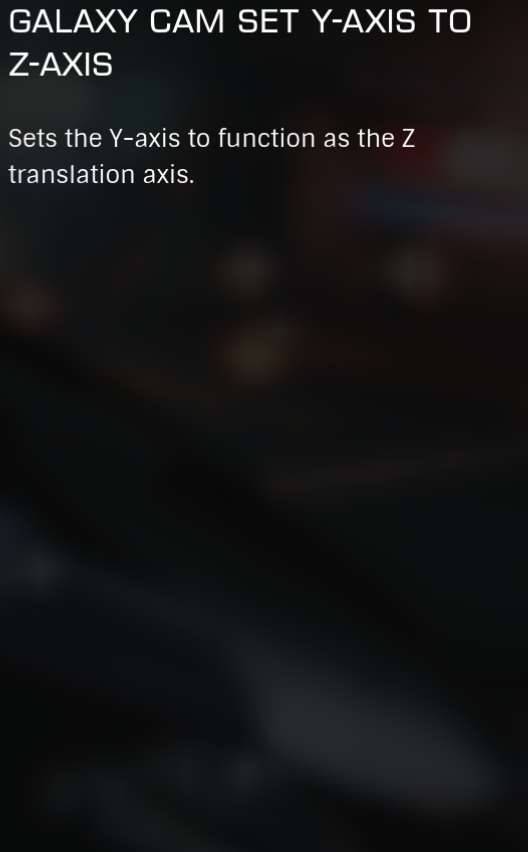 GALAXY CAM SET Y-AXIS TO
Z-AXIS
Sets the Y-axis to function as the Z
translation axis.